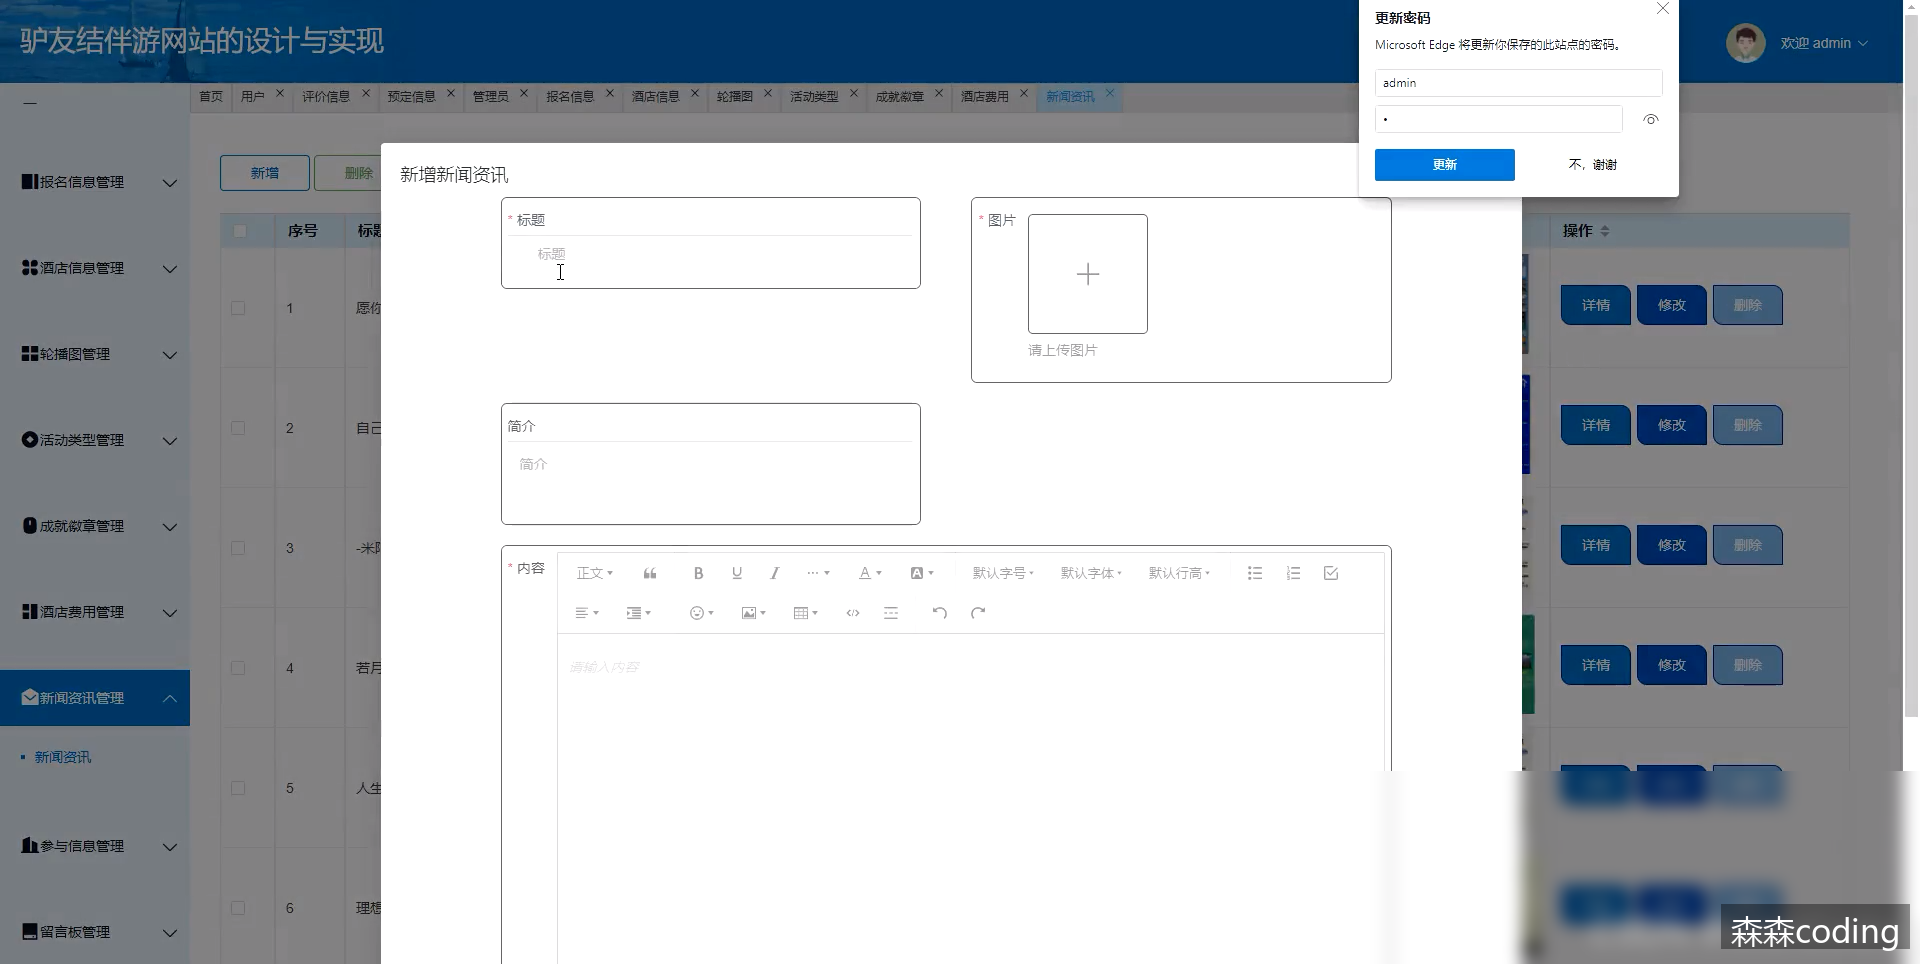 驴友结伴游网站的设计与实现
欢迎 admin
更新密码
Microsoft Edge 将更新你保存的此站点的密码。
admin
更新
不，谢谢
首页
用户
评价信息
预定信息
管理员
报名信息
酒店信息
轮播图
活动类型
成就徽章
酒店费用
新闻资讯
报名信息管理
酒店信息管理
轮播图管理
活动类型管理
成就徽章管理
酒店费用管理
新闻资讯管理
新闻资讯
参与信息管理
留言板管理
新增
删除
序号
标题
操作
1
愿你
详情
修改
删除
2
自己
详情
修改
删除
3
详情
修改
删除
4
若月
详情
修改
删除
5
人生
6
理想
新增新闻资讯
* 标题
标题
* 图片
请上传图片
简介
简介
* 内容
正文
B
U
I
A
A
默认字号
默认字体
默认行高
请输入内容
森森coding